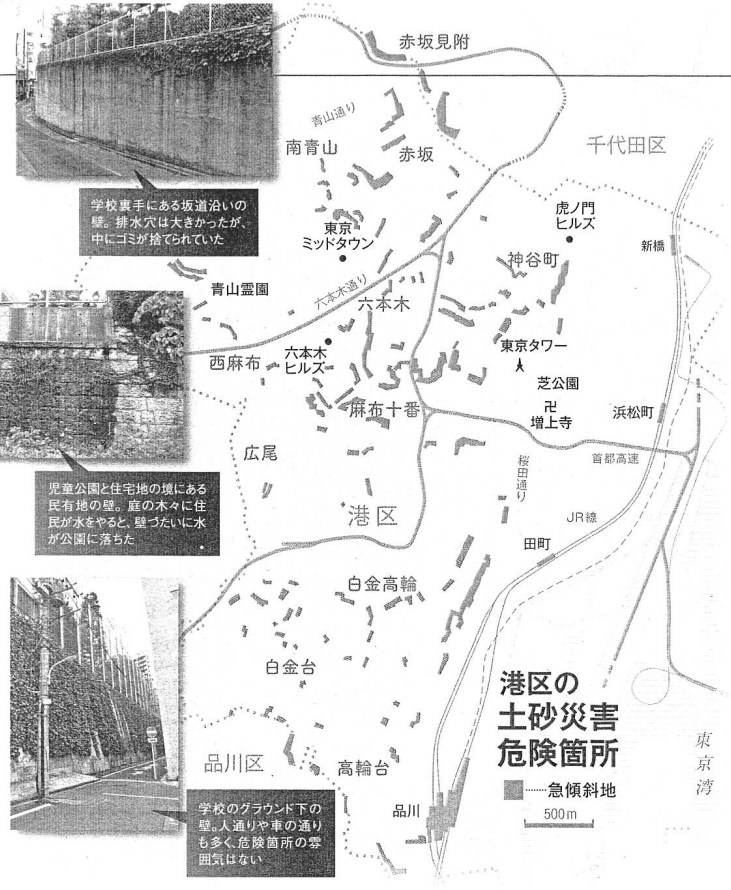 赤坂見附
青山通り
南青山
赤坂
千代田区
学校裏手にある坂道沿いの
壁。排水穴は大きかったが、
中にゴミが捨てられていた
東京
ミッドタウン
虎ノ門
ヒルズ
新橋
神谷町
青山霊園
六本木通り
六本木
西麻布
六本木
ヒルズ
東京タワー
芝公園
卍
増上寺
麻布十番
浜松町
広尾
桜田通り
首都高速
児童公園と住宅地の境にある
民有地の壁。庭の木々に住
民が水をやると、壁づたいに水
が公園に落ちた
港区
JR線
田町
白金高輪
白金台
港区の
土砂災害
危険箇所
……急傾斜地
500m
東京湾
品川区
高輪台
品川
学校のグラウンド下の
壁。人通りや車の通り
も多く、危険箇所の雰
囲気はない